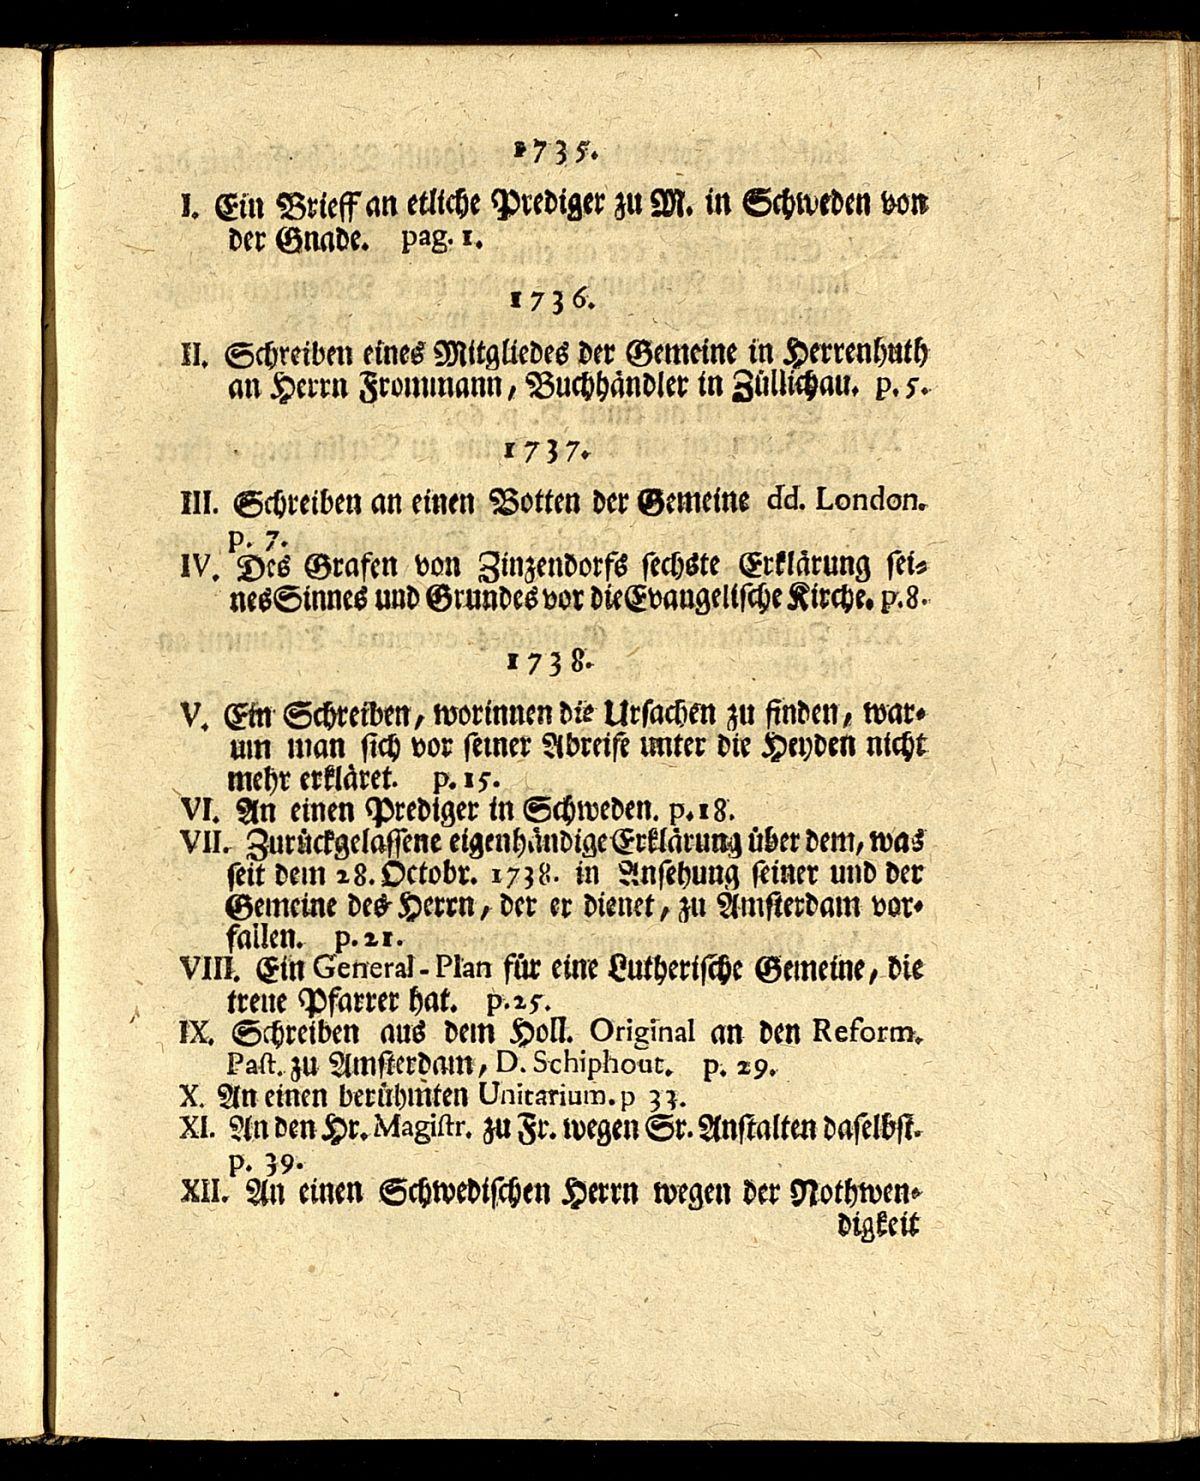 1735.
I. Ein Brieff an etliche Prediger zu M. in Schweden von
der Gnade. pag. 1.
1736.
II. Schreiben eines Mitgliedes der Gemeine in Herrenhuth
an Herrn Frommann, Buchhändler in Züllichau. p. 5.
1737.
III. Schreiben an einen Botten der Gemeine dd. London.
p. 7.
IV. Des Grafen von Zinzendorfs sechste Erklärung sei-
nes Sinnes und Grundes vor die Evangelische Kirche. p. 8.
1738.
V. Ein Schreiben, worinnen die Ursachen zu finden, war-
um man sich vor seiner Abreise unter die Heyden nicht
mehr erkläret. p. 15.
VI. An einen Prediger in Schweden. p. 18.
VII. Zurückgelassene eigenhändige Erklärung über dem, was
seit dem 28. Octobr. 1738. in Ansehung seiner und der
Gemeine des Herrn, der er dienet, zu Amsterdam vor-
fallen. p. 21.
VIII. Ein General-Plan für eine Lutherische Gemeine, die
treue Pfarrer hat. p. 25.
IX. Schreiben aus dem Holl. Original an den Reform.
Past. zu Amsterdam, D. Schiphout. p. 29.
X. An einen berühmten Unitarium. p 33.
XI. An den Hr. Magistr. zu Fr. wegen Sr. Anstalten daselbst.
p. 39.
XII. An einen Schwedischen Herrn wegen der Nothwen-
digkeit